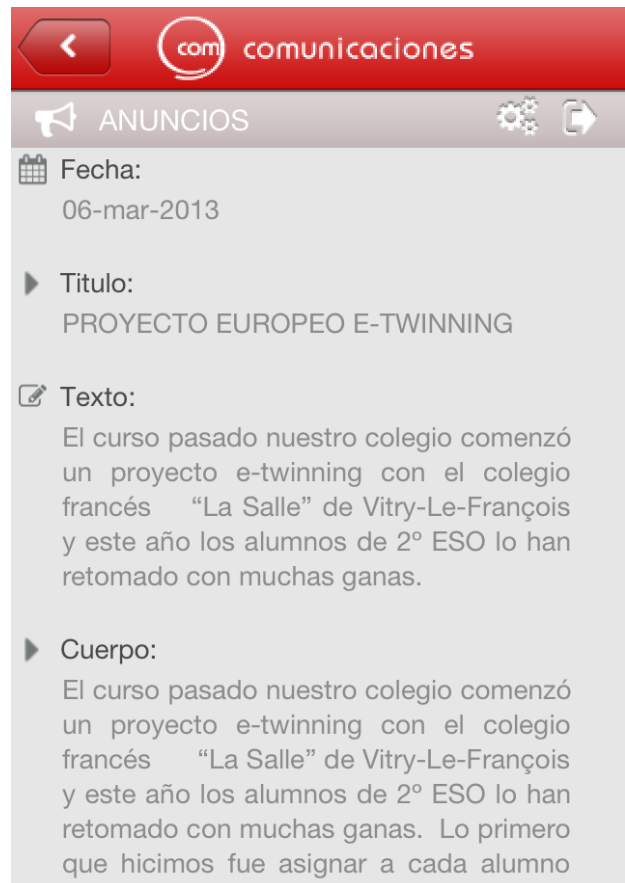 com comunicaciones
ANUNCIOS
Fecha:
06-mar-2013
Titulo:
PROYECTO EUROPEO E-TWINNING
Texto:
El curso pasado nuestro colegio comenzó
un proyecto e-twinning con el colegio
francés “La Salle” de Vitry-Le-François
y este año los alumnos de 2º ESO lo han
retomado con muchas ganas.
Cuerpo:
El curso pasado nuestro colegio comenzó
un proyecto e-twinning con el colegio
francés “La Salle” de Vitry-Le-François
y este año los alumnos de 2º ESO lo han
retomado con muchas ganas. Lo primero
que hicimos fue asignar a cada alumno